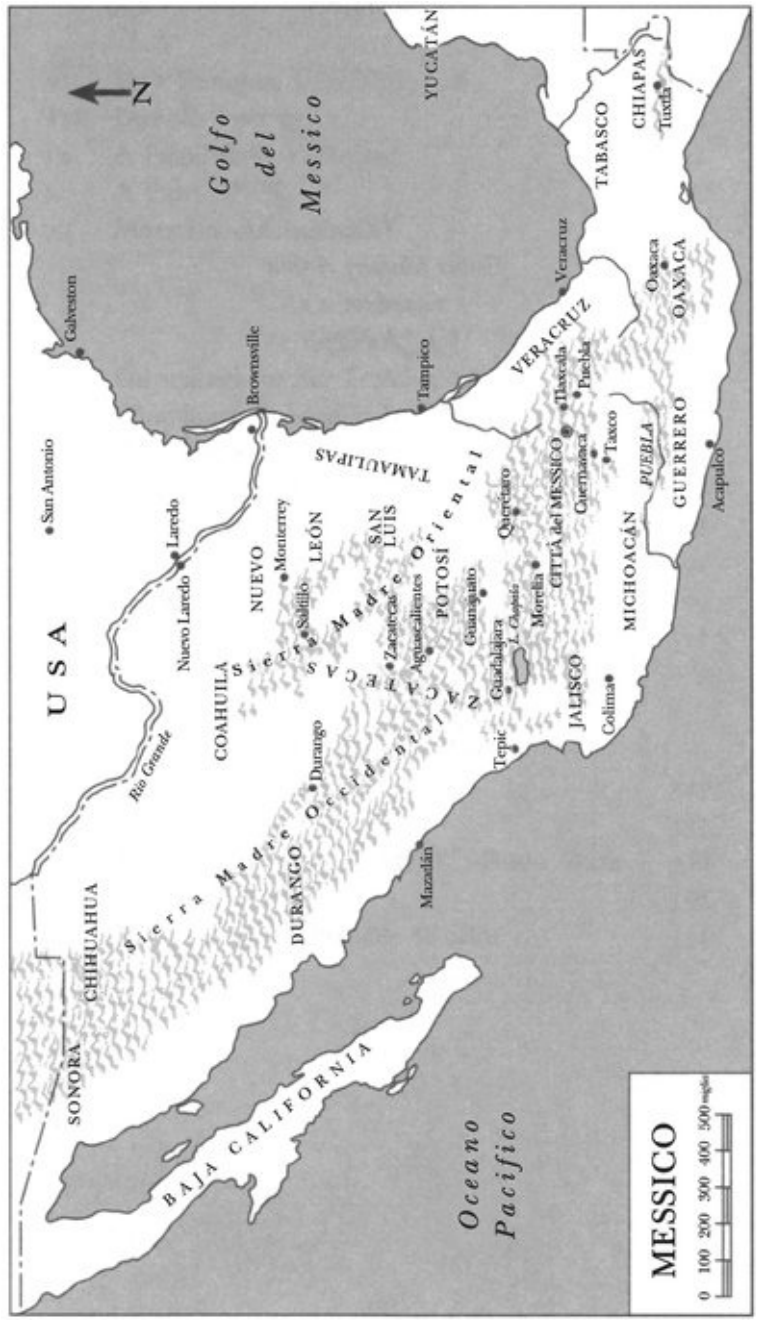 N
Golfo
del
Messico
YUCATÁN
Galveston
San Antonio
USA
Laredo
Nuevo Laredo
Brownsville
Rio Grande
SONORA
CHIHUAHUA
COAHUILA
NUEVO
LEÓN
Monterrey
Saltillo
TAMAULIPAS
Tampico
Sierra Madre Occidental
Sierra Madre Oriental
DURANGO
Durango
Mazatlán
ZACATECAS
Zacatecas
Aguascalientes
SAN
LUIS
POTOSÍ
Guanajuato
Querétaro
Tepic
Guadalajara
L. Chapala
JALISCO
Colima
Morelia
MICHOACÁN
CITTÀ del MESSICO
Cuernavaca
Taxco
Tlaxcala
Puebla
PUEBLA
GUERRERO
Acapulco
VERACRUZ
Veracruz
Oaxaca
OAXACA
TABASCO
CHIAPAS
Tuxtla
BAJA CALIFORNIA
Oceano
Pacifico
MESSICO
0 100 200 300 400 500 miglia